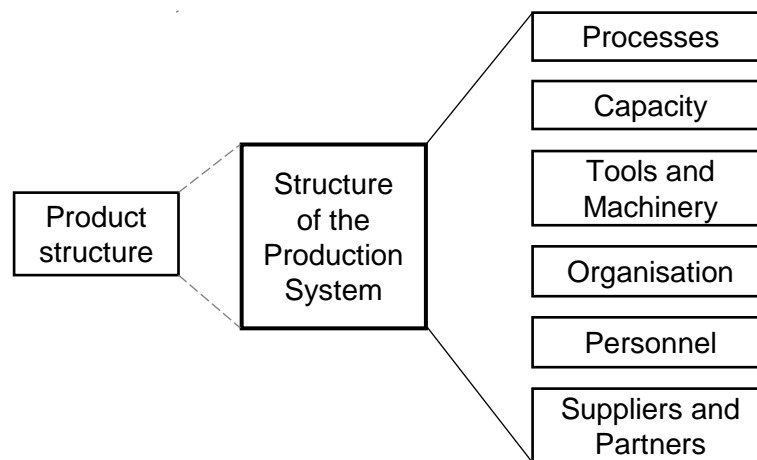 Product
structure
Structure
of the
Production
System
Processes
Capacity
Tools and
Machinery
Organisation
Personnel
Suppliers and
Partners